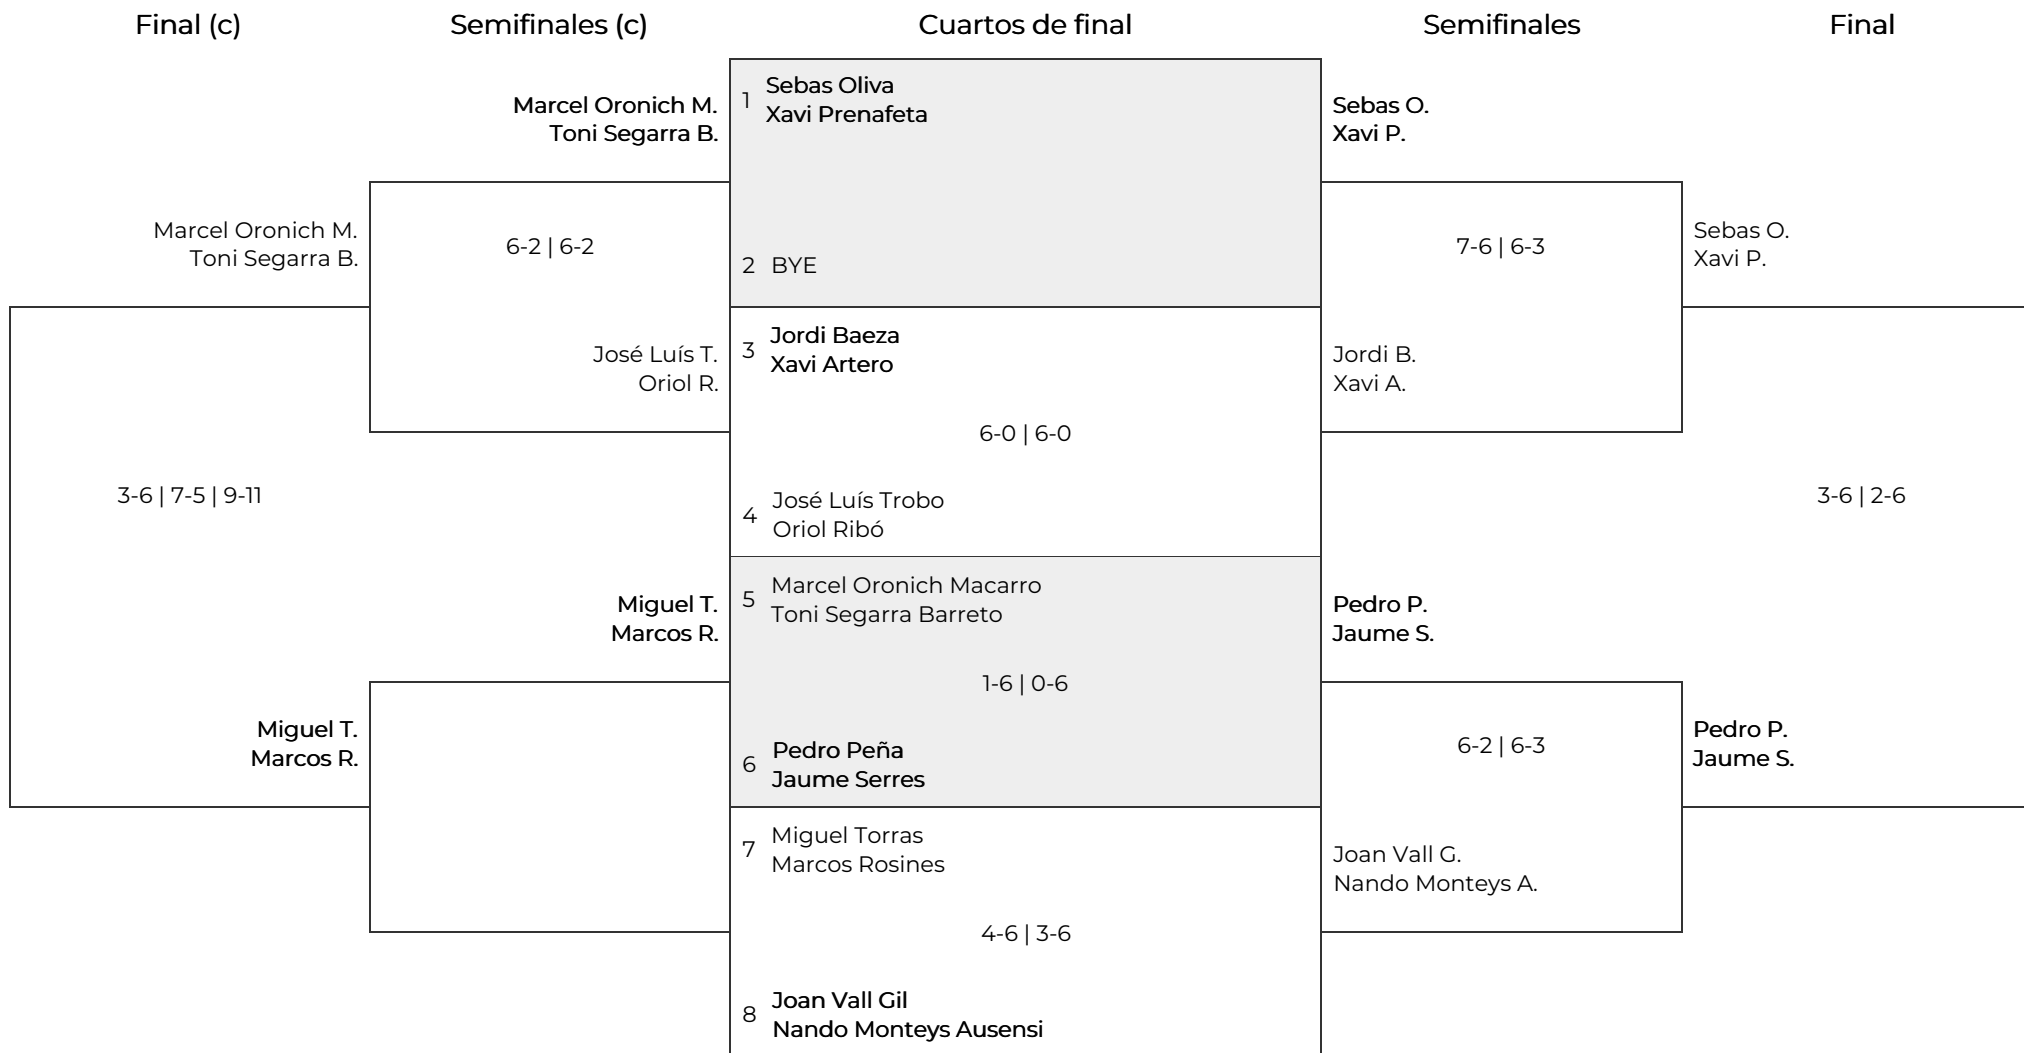 Final (c)
Semifinales (c)
Cuartos de final
Semifinales
Final
Marcel Oronich M.
Toni Segarra B.
6-2 | 6-2
José Luís T.
Oriol R.
Marcel Oronich M.
Toni Segarra B.
3-6 | 7-5 | 9-11
Miguel T.
Marcos R.
Miguel T.
Marcos R.
1 Sebas Oliva
Xavi Prenafeta
2 BYE
3 Jordi Baeza
Xavi Artero
6-0 | 6-0
4 José Luís Trobo
Oriol Ribó
5 Marcel Oronich Macarro
Toni Segarra Barreto
1-6 | 0-6
6 Pedro Peña
Jaume Serres
7 Miguel Torras
Marcos Rosines
4-6 | 3-6
8 Joan Vall Gil
Nando Monteys Ausensi
Sebas O.
Xavi P.
7-6 | 6-3
Jordi B.
Xavi A.
Pedro P.
Jaume S.
6-2 | 6-3
Joan Vall G.
Nando Monteys A.
Sebas O.
Xavi P.
3-6 | 2-6
Pedro P.
Jaume S.